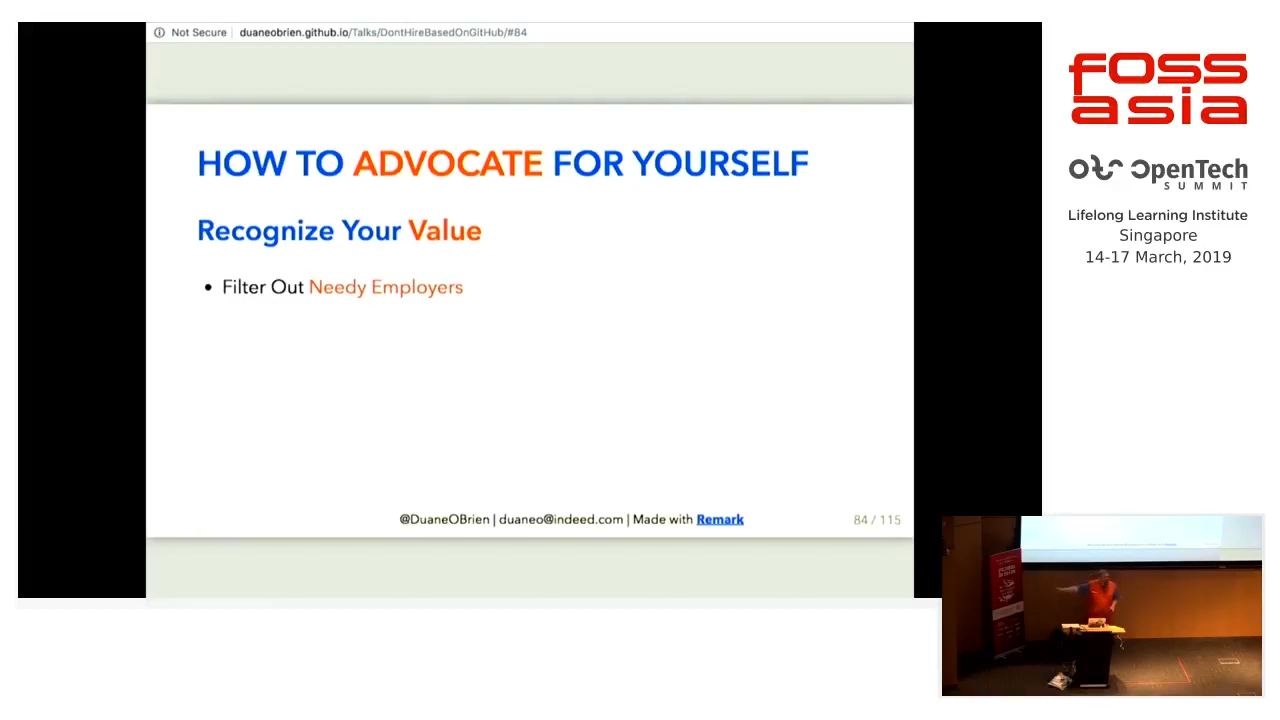 Not Secure | duaneobrien.github.io/Talks/DontHireBasedOnGitHub/#84
HOW TO ADVOCATE FOR YOURSELF
Recognize Your Value
• Filter Out Needy Employers
@DuaneOBrien | duaneo@indeed.com | Made with Remark
84 / 115
foss
asia
OpenTech
SUMMIT
Lifelong Learning Institute
Singapore
14-17 March, 2019